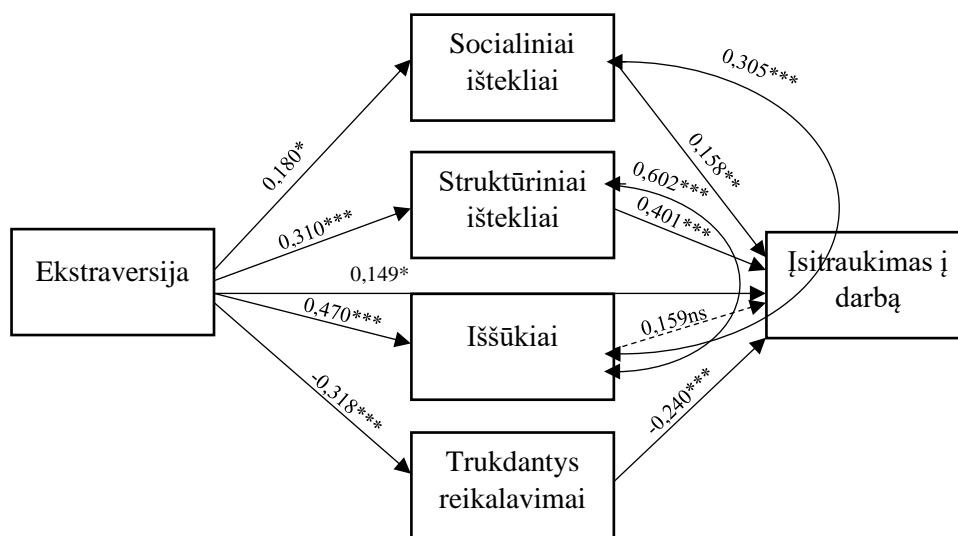 Socialiniai
ištekliai
0,305***
0,180*
0,158**
Struktūriniai
ištekliai
0,602***
0,401***
0,310***
Ekstraversija
0,149*
Įsitraukimas į
darbą
0,470***
Iššūkiai
0,159ns
-0,318***
-0,240***
Trukdantys
reikalavimai